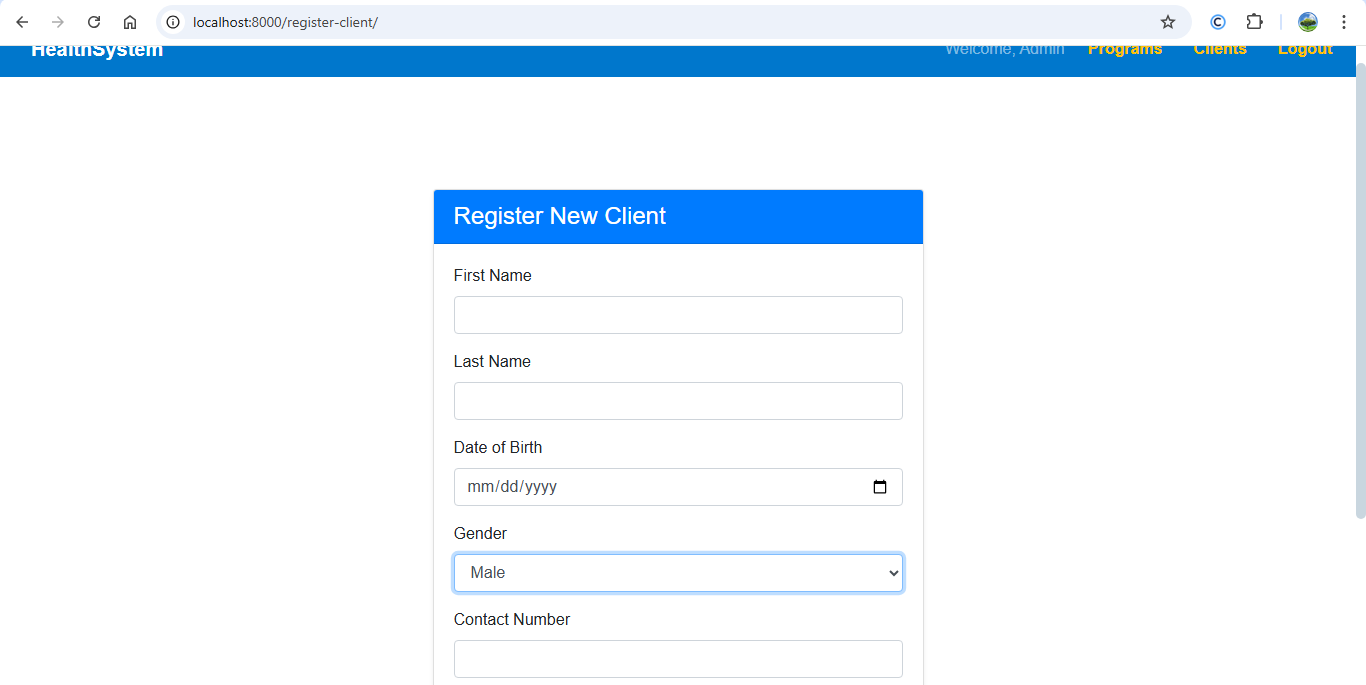 localhost:8000/register-client/
HealthSystem Welcome, Admin Programs Clients Logout
Register New Client
First Name
Last Name
Date of Birth
mm/dd/yyyy
Gender
Male
Contact Number